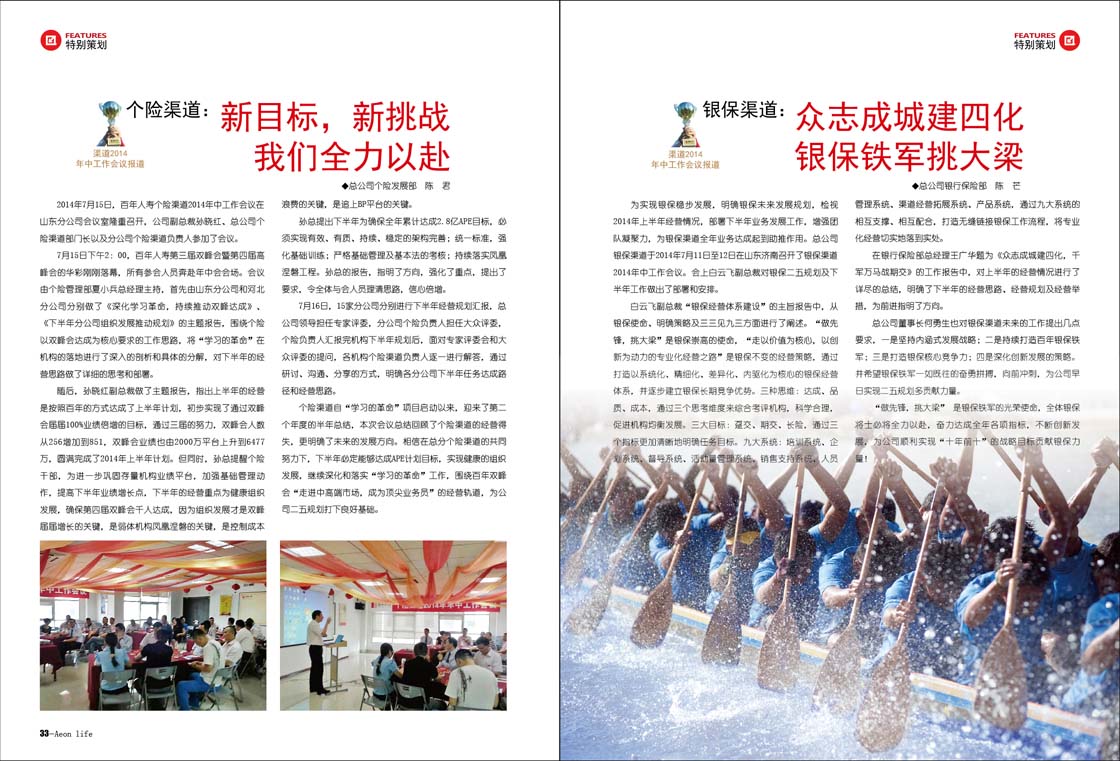 FEATURES
特别策划
个险渠道：
新目标，新挑战
我们全力以赴
渠道2014
年中工作会议报道
◆总公司个险发展部 陈 君
2014年7月15日，百年人寿个险渠道2014年中工作会议在
山东分公司会议室隆重召开，公司副总裁孙晓红、总公司个
险渠道部门长以及分公司个险渠道负责人参加了会议。
7月15日下午2：00，百年人寿第三届双峰会暨第四届高
峰会的华彩刚刚落幕，所有参会人员奔赴年中会会场。会议
由个险管理部夏小兵总经理主持，首先由山东分公司和河北
分公司分别做了《深化学习革命，持续推动双峰达成》、
《下半年分公司组织发展推动规划》的主题报告，围绕个险
以双峰会达成为核心要求的工作思路，将“学习的革命”在
机构的落地进行了深入的剖析和具体的分解，对下半年的经
营思路做了详细的思考和部署。
随后，孙晓红副总裁做了主题报告，指出上半年的经营
是按照百年的方式达成了上半年计划，初步实现了通过双峰
会届届100%业绩倍增的目标，通过三届的努力，双峰会人数
从256增加到851，双峰会业绩也由2000万平台上升到6477
万，圆满完成了2014年上半年计划。但同时，孙总提醒个险
干部，为进一步巩固存量机构业绩平台，加强基础管理动
作，提高下半年业绩增长点，下半年的经营重点为健康组织
发展，确保第四届双峰会千人达成，因为组织发展才是双峰
届届增长的关键，是弱体机构凤凰涅磐的关键，是控制成本
浪费的关键，是追上BP平台的关键。
孙总提出下半年为确保全年累计达成2.8亿APE目标，必
须实现有效、有质，持续、稳定的架构完善；统一标准，强
化基础训练；严格基础管理及基本法的考核；持续落实凤凰
涅磐工程。孙总的报告，指明了方向，强化了重点，提出了
要求，令全体与会人员理清思路，信心倍增。
7月16日，15家分公司分别进行下半年经营规划汇报，总
公司领导担任专家评委，分公司个险负责人担任大众评委，
个险负责人汇报完机构下半年规划后，面对专家评委会和大
众评委的提问，各机构个险渠道负责人逐一进行解答，通过
研讨、沟通、分享的方式，明确各分公司下半年任务达成路
径和经营思路。
个险渠道自“学习的革命”项目启动以来，迎来了第二
个年度的半年总结，本次会议总结回顾了个险渠道的经营得
失，更明确了未来的发展方向。相信在总分个险渠道的共同
努力下，下半年必定能够达成APE计划目标，实现健康的组织
发展，继续深化和落实“学习的革命”工作，围绕百年双峰
会“走进中高端市场，成为顶尖业务员”的经营轨道，为公
司二五规划打下良好基础。
年中工作会议
个险渠道2014年年中工作会议
33-Aeon life
FEATURES
特别策划
银保渠道：
众志成城建四化
银保铁军挑大梁
渠道2014
年中工作会议报道
◆总公司银行保险部 陈 芒
为实现银保稳步发展，明确银保未来发展规划，检视
2014年上半年经营情况，部署下半年业务发展工作，增强团
队凝聚力，为银保渠道全年业务达成起到助推作用。总公司
银保渠道于2014年7月11日至12日在山东济南召开了银保渠道
2014年中工作会议。会上白云飞副总裁对银保二五规划及下
半年工作做出了部署和安排。
白云飞副总裁“银保经营体系建设”的主旨报告中，从
银保使命、明确策略及三三见九三方面进行了阐述。“做先
锋，挑大梁”是银保崇高的使命，“走以价值为核心，以创
新为动力的专业化经营之路”是银保不变的经营策略，通过
打造以系统化、精细化、差异化、内驱化为核心的银保经营
体系，并逐步建立银保长期竞争优势。三种思维：达成、品
质、成本，通过三个思考维度来综合考评机构，科学合理，
促进机构均衡发展。三大目标：趸交、期交、长险，通过三
个指标更加清晰地明确任务目标。九大系统：培训系统、企
划系统、督导系统、活动量管理系统、销售支持系统、人员
管理系统、渠道经营拓展系统、产品系统，通过九大系统的
相互支撑、相互配合，打造无缝链接银保工作流程，将专业
化经营切实地落到实处。
在银行保险部总经理王广华题为《众志成城建四化，千
军万马战期交》的工作报告中，对上半年的经营情况进行了
详尽的总结，明确了下半年的经营思路、经营规划及经营举
措，为前进指明了方向。
总公司董事长何勇生也对银保渠道未来的工作提出几点
要求，一是坚持内涵式发展战略；二是持续打造百年银保铁
军；三是打造银保核心竞争力；四是深化创新发展的策略。
并希望银保铁军一如既往的奋勇拼搏，向前冲刺，为公司早
日实现二五规划多贡献力量。
“做先锋，挑大梁” 是银保铁军的光荣使命，全体银保
将士必将全力以赴，奋力达成全年各项指标，不断创新发
展，为公司顺利实现“十年前十”的战略目标贡献银保力
量！